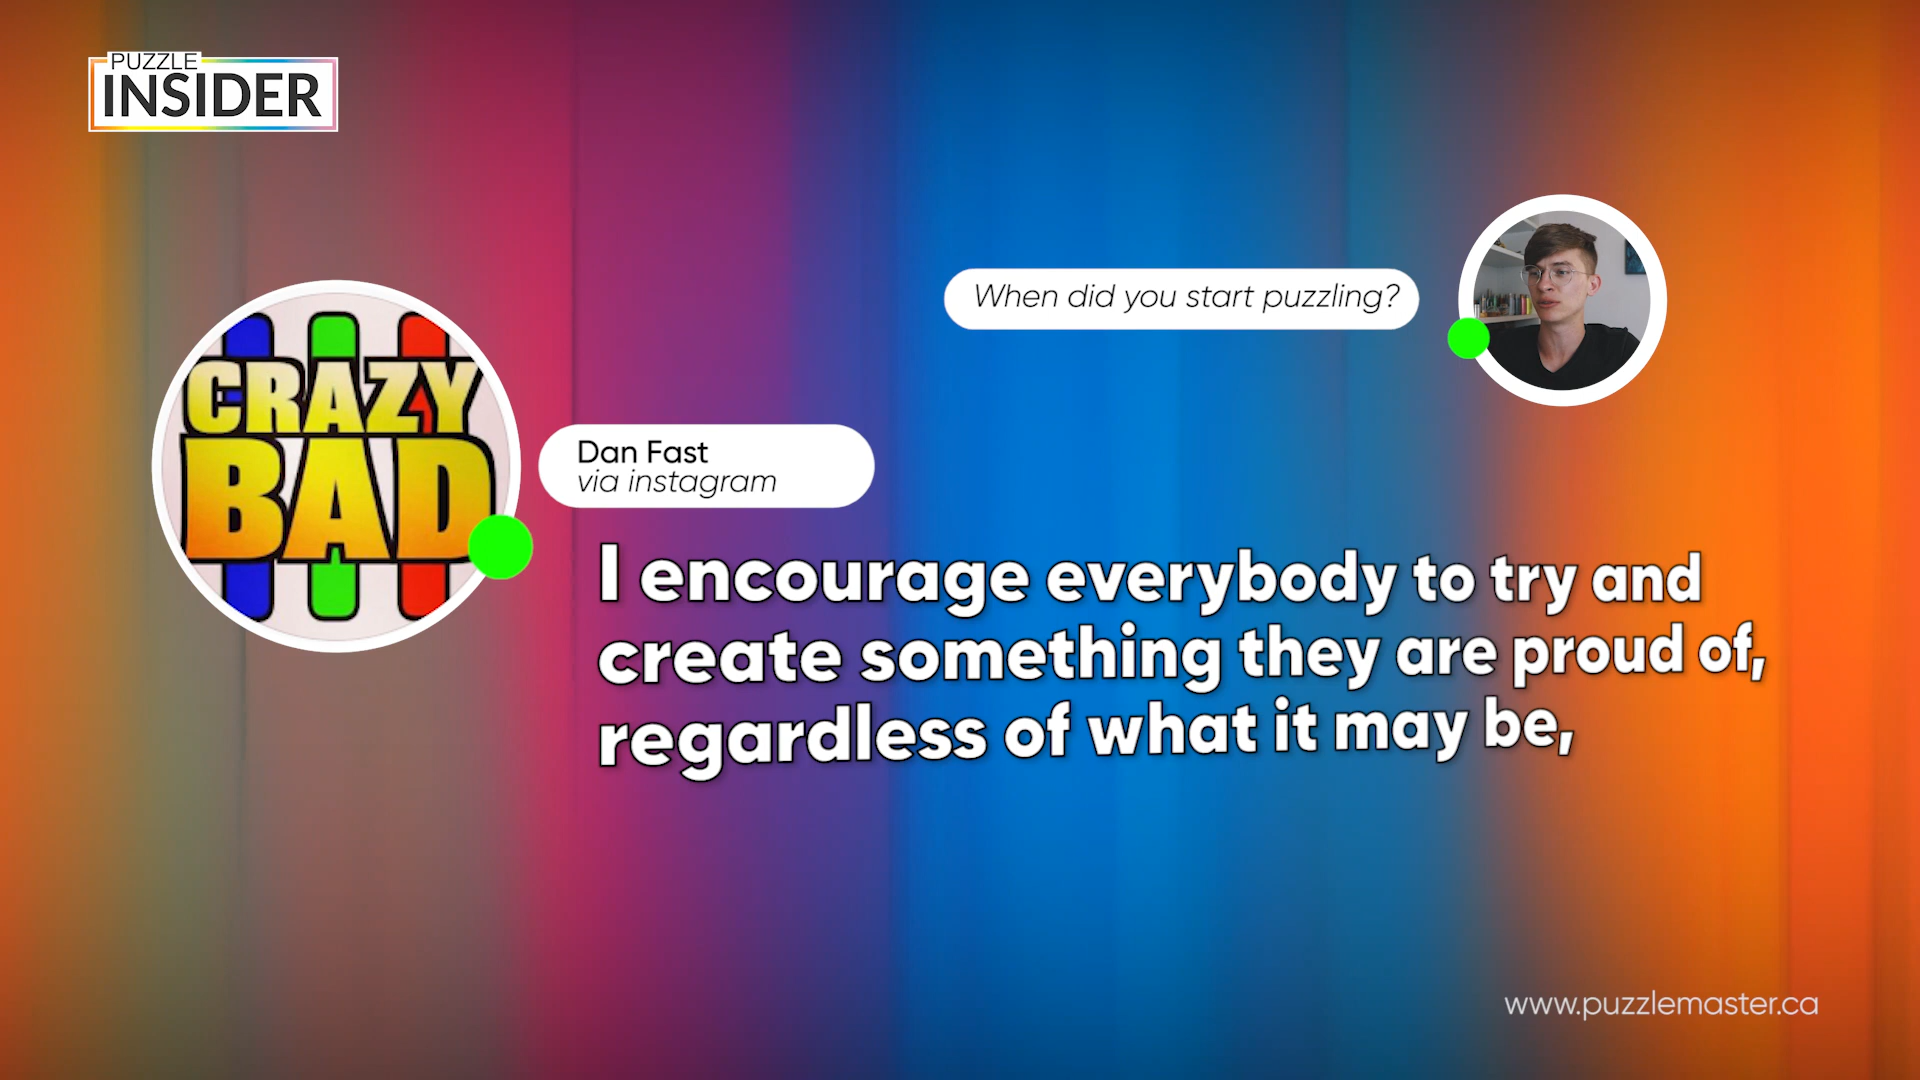 PUZZLE
INSIDER
When did you start puzzling?
CRAZY
BAD
Dan Fast
via instagram
I encourage everybody to try and
create something they are proud of,
regardless of what it may be,
www.puzzlemaster.ca